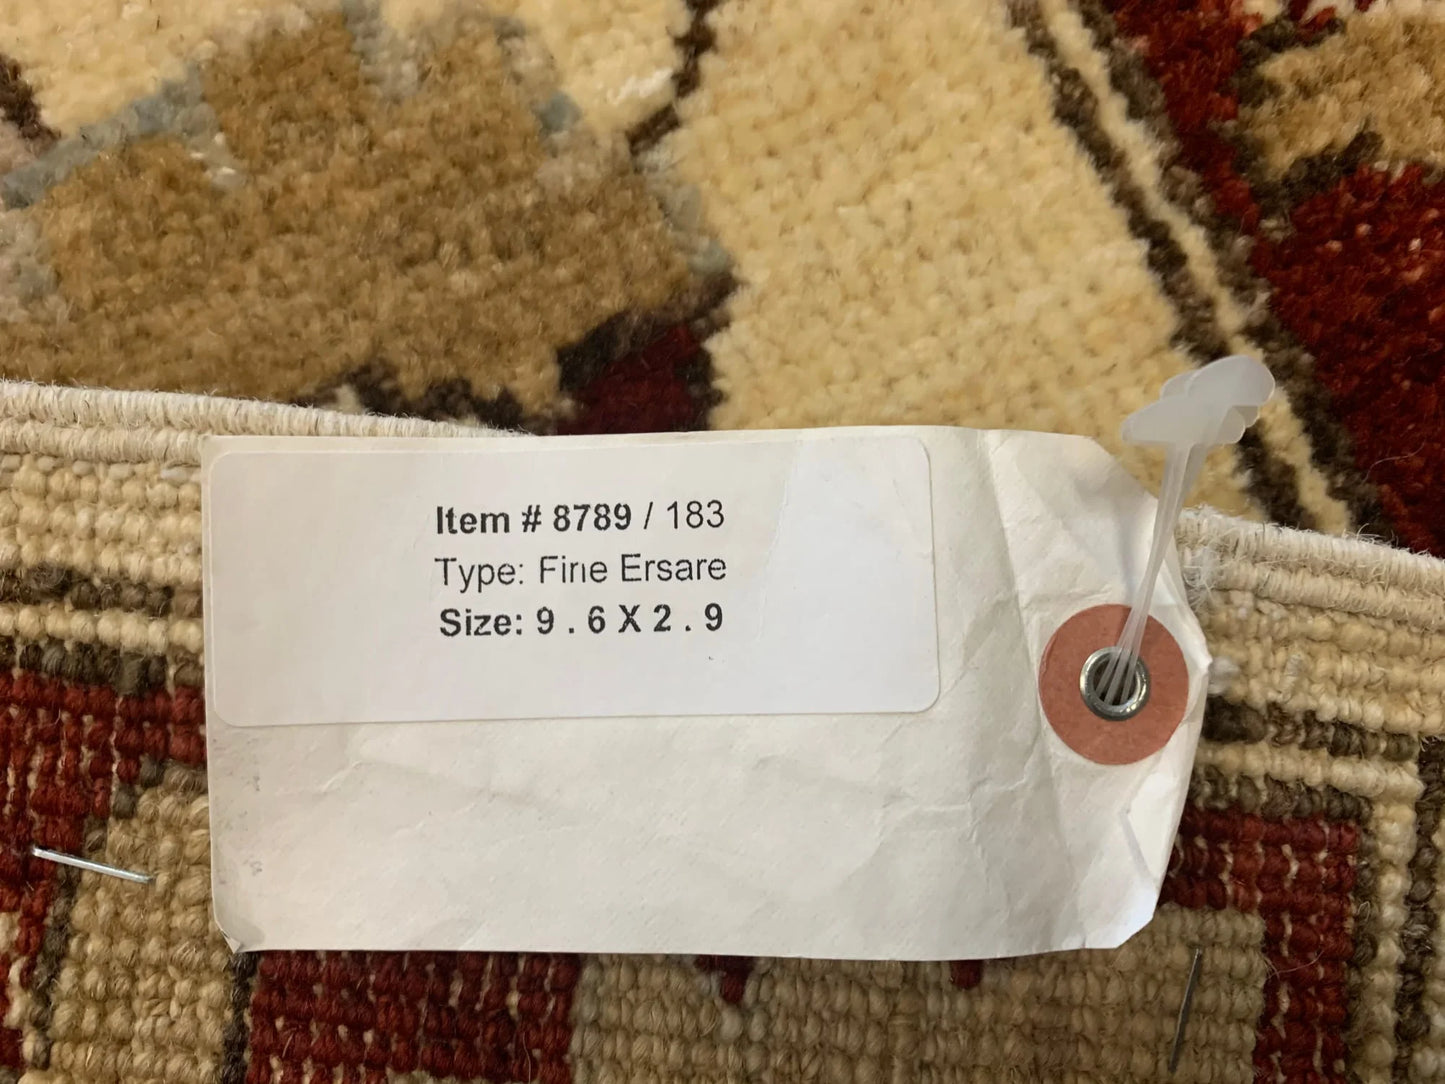 Item # 8789 / 183
Type: Fine Ersare
Size: 9 . 6 X 2 . 9